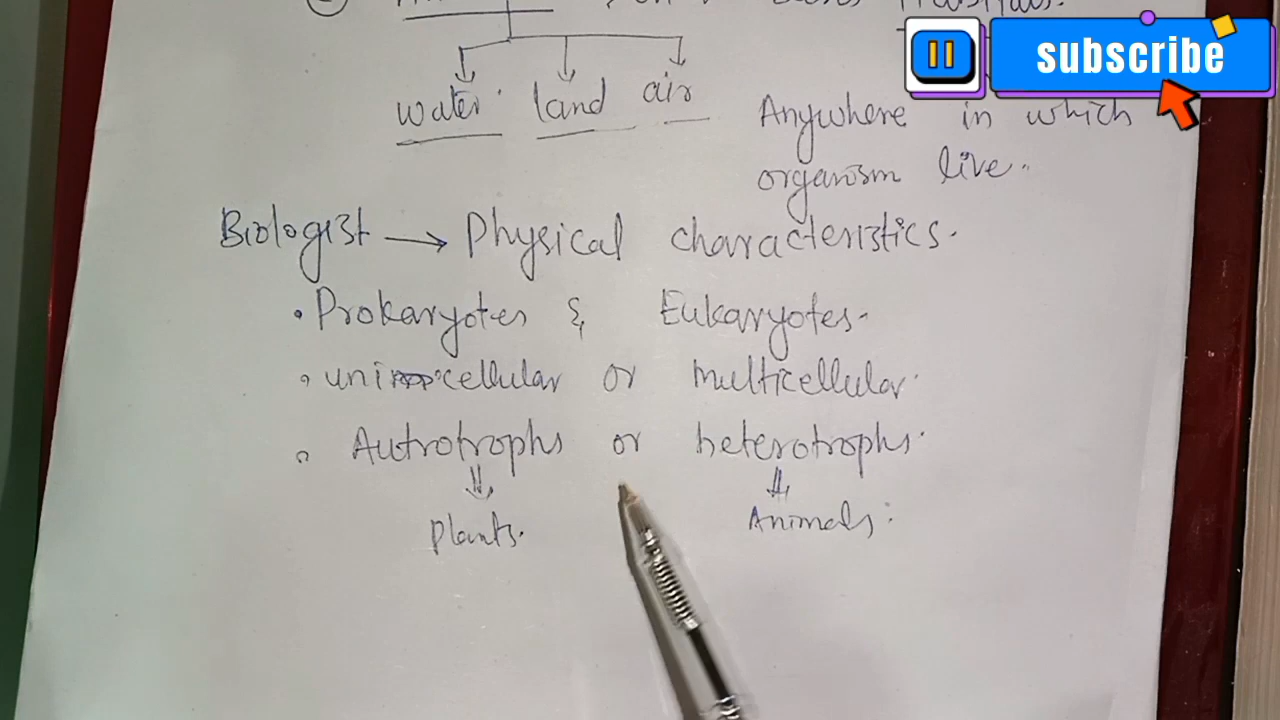 subscribe
water land air
Anywhere in which
organism live.
Biologist → Physical characteristics.
• Prokaryotes & Eukaryotes.
• unicellular or multicellular.
• Autrotrophs or heterotrophs.
Plants. Animals.